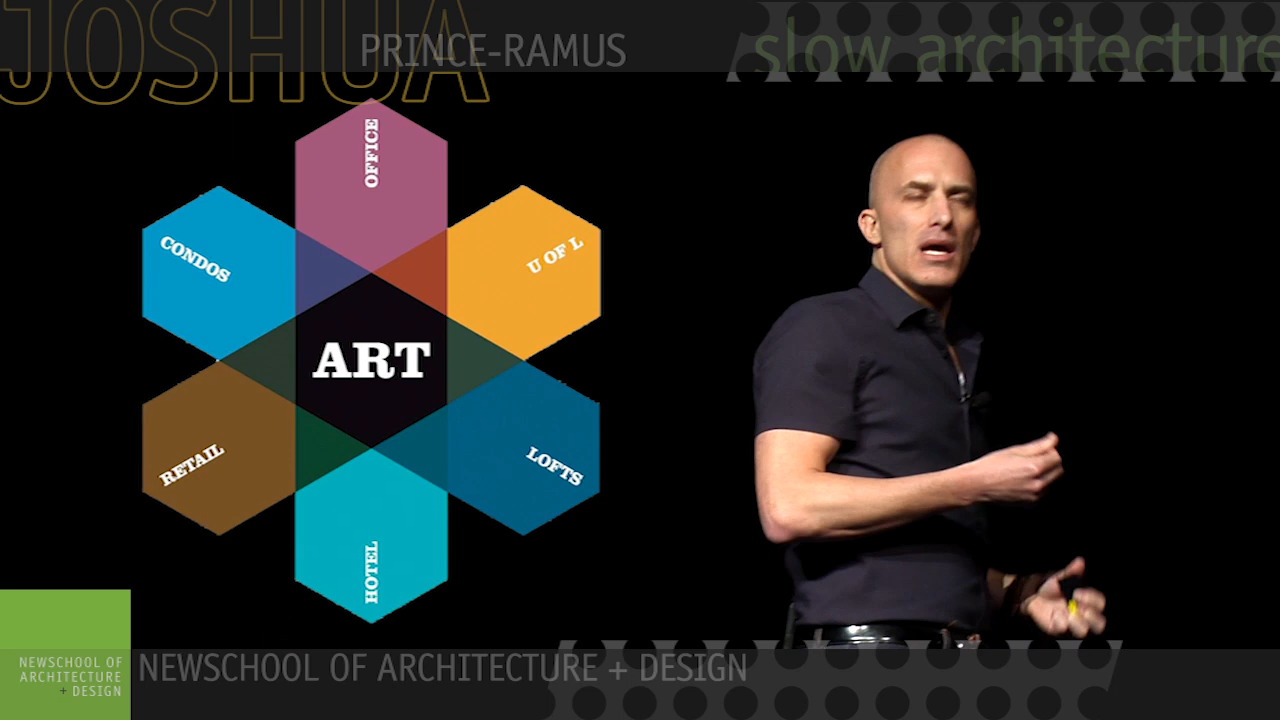 JOSHUA
PRINCE-RAMUS
slow architecture
OFFICE
CONDOS
U OF L
ART
RETAIL
LOFTS
HOTEL
NEWSCHOOL OF
ARCHITECTURE
+ DESIGN
NEWSCHOOL OF ARCHITECTURE + DESIGN